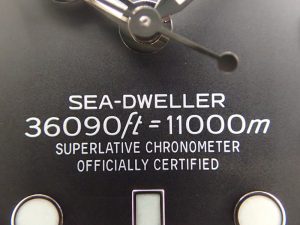 SEA-DWELLER
36090ft = 11000m
SUPERLATIVE CHRONOMETER
OFFICIALLY CERTIFIED